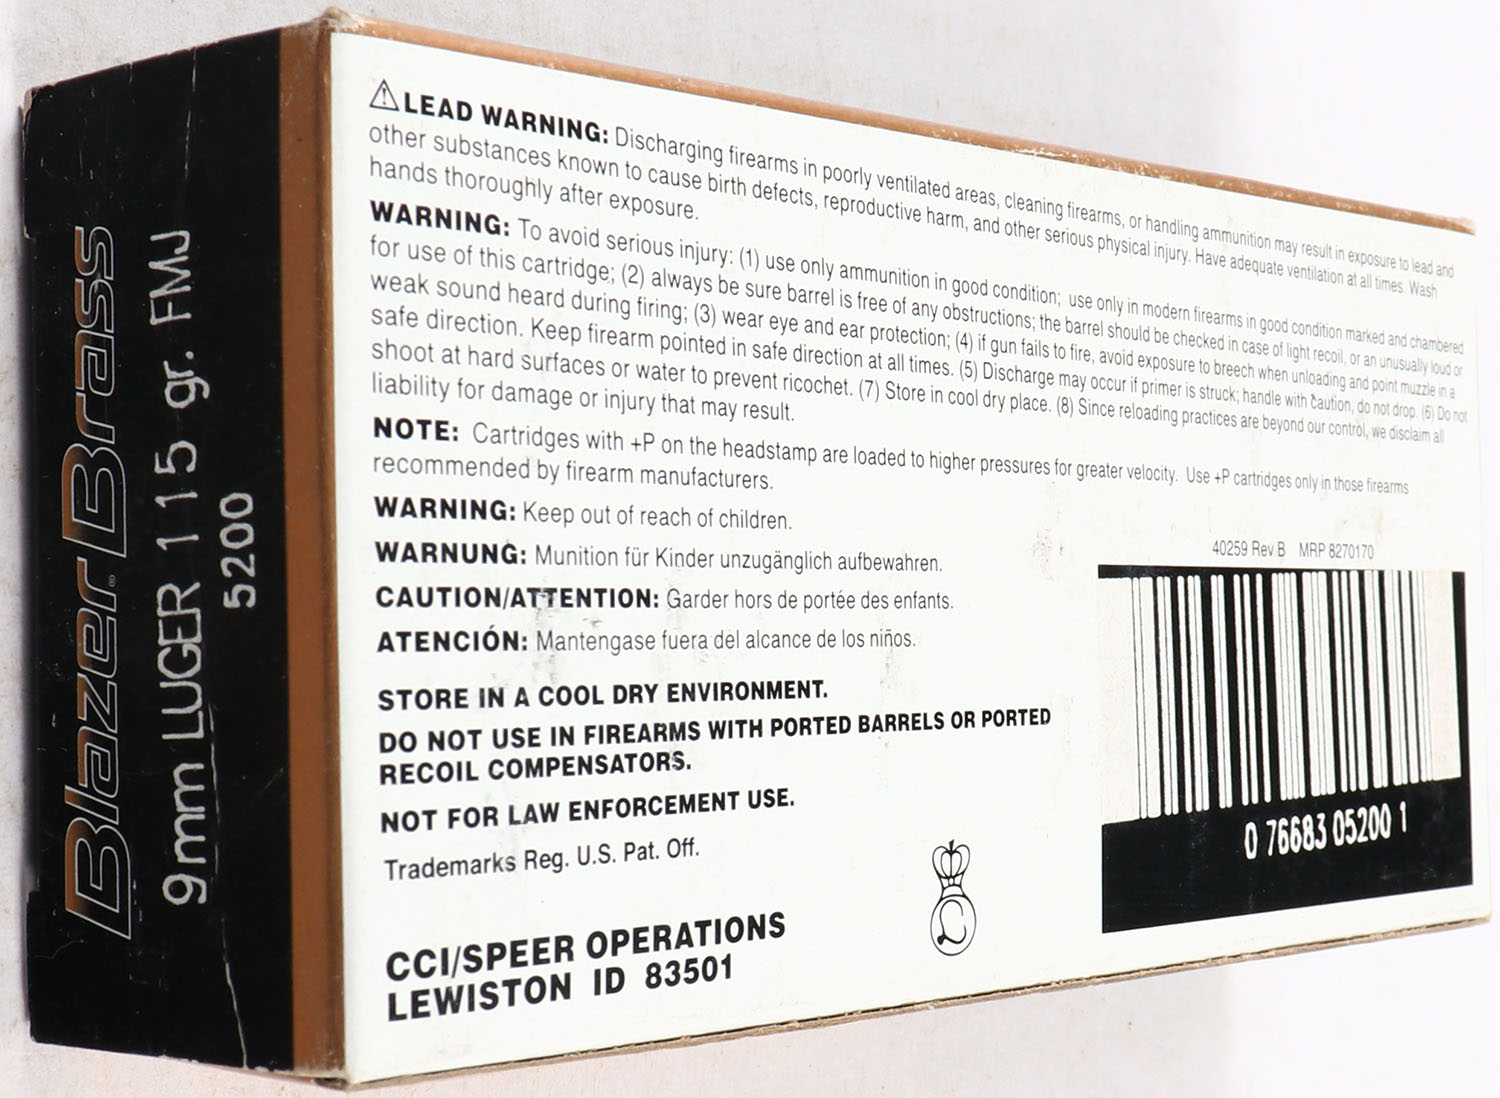 Blazer Brass®
9mm LUGER 115 gr. FMJ
5200
⚠LEAD WARNING: Discharging firearms in poorly ventilated areas, cleaning firearms, or handling ammunition may result in exposure to lead and
other substances known to cause birth defects, reproductive harm, and other serious physical injury. Have adequate ventilation at all times. Wash
hands thoroughly after exposure.
WARNING: To avoid serious injury: (1) use only ammunition in good condition; use only in modern firearms in good condition marked and chambered
for use of this cartridge; (2) always be sure barrel is free of any obstructions; the barrel should be checked in case of light recoil, or an unusually loud or
weak sound heard during firing; (3) wear eye and ear protection; (4) if gun fails to fire, avoid exposure to breech when unloading and point muzzle in a
safe direction. Keep firearm pointed in safe direction at all times. (5) Discharge may occur if primer is struck; handle with caution, do not drop. (6) Do not
shoot at hard surfaces or water to prevent ricochet. (7) Store in cool dry place. (8) Since reloading practices are beyond our control, we disclaim all
liability for damage or injury that may result.
NOTE: Cartridges with +P on the headstamp are loaded to higher pressures for greater velocity. Use +P cartridges only in those firearms
recommended by firearm manufacturers.
WARNING: Keep out of reach of children.
WARNUNG: Munition für Kinder unzugänglich aufbewahren.
CAUTION/ATTENTION: Garder hors de portée des enfants.
ATENCIÓN: Mantengase fuera del alcance de los niños.
STORE IN A COOL DRY ENVIRONMENT.
DO NOT USE IN FIREARMS WITH PORTED BARRELS OR PORTED
RECOIL COMPENSATORS.
NOT FOR LAW ENFORCEMENT USE.
Trademarks Reg. U.S. Pat. Off.
CCI/SPEER OPERATIONS
LEWISTON ID 83501
L
40259 Rev B MRP 8270170
0 76683 05200 1